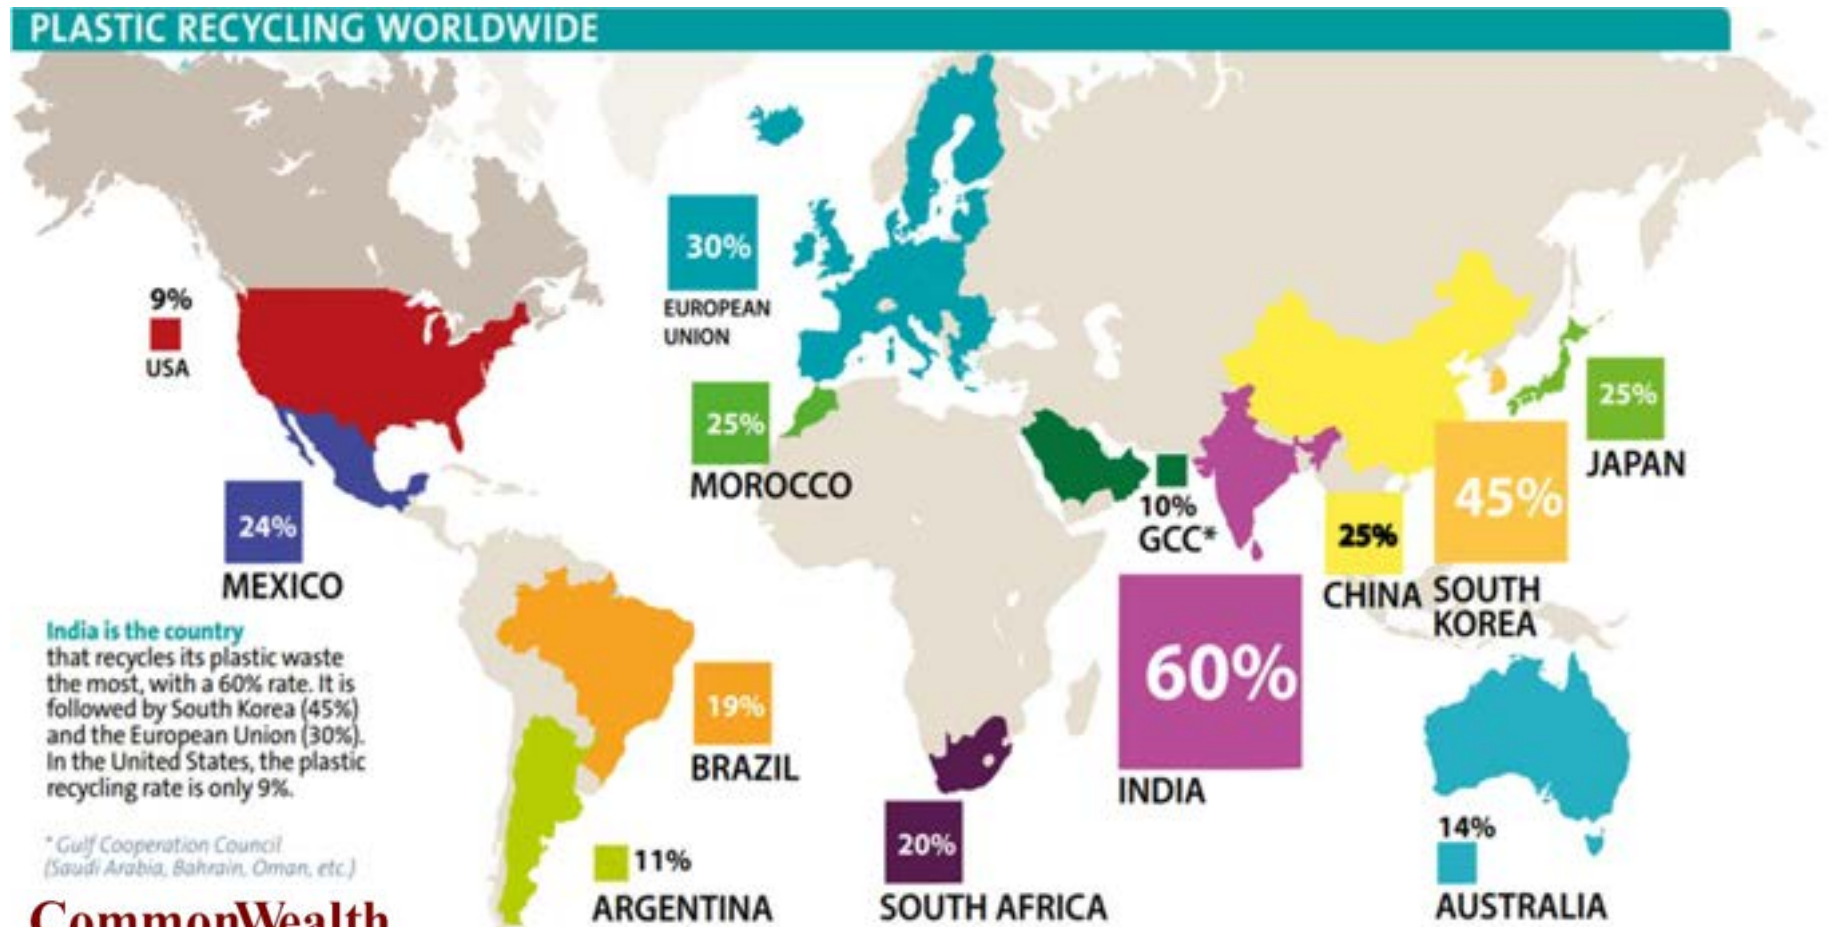 PLASTIC RECYCLING WORLDWIDE
9%
USA
30%
EUROPEAN
UNION
25%
MOROCCO
24%
MEXICO
10%
GCC*
25%
CHINA
45%
SOUTH
KOREA
25%
JAPAN
60%
INDIA
19%
BRAZIL
11%
ARGENTINA
20%
SOUTH AFRICA
14%
AUSTRALIA
India is the country
that recycles its plastic waste
the most, with a 60% rate. It is
followed by South Korea (45%)
and the European Union (30%).
In the United States, the plastic
recycling rate is only 9%.
* Gulf Cooperation Council
(Saudi Arabia, Bahrain, Oman, etc.)
CommonWealth